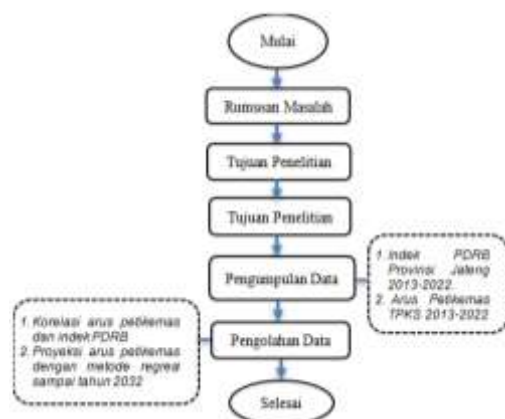 Mulai
Rumusan Masalah
Tujuan Penelitian
Tujuan Penelitian
Pengumpulan Data
1. Indek PDRB
Provinsi Jateng
2013-2022.
2. Arus Petikemas
TPKS 2013-2022
1. Korelasi arus petikemas
dan indek PDRB
2. Proyeksi arus petikemas
dengan metode regresi
sampai tahun 2032
Pengolahan Data
Selesai